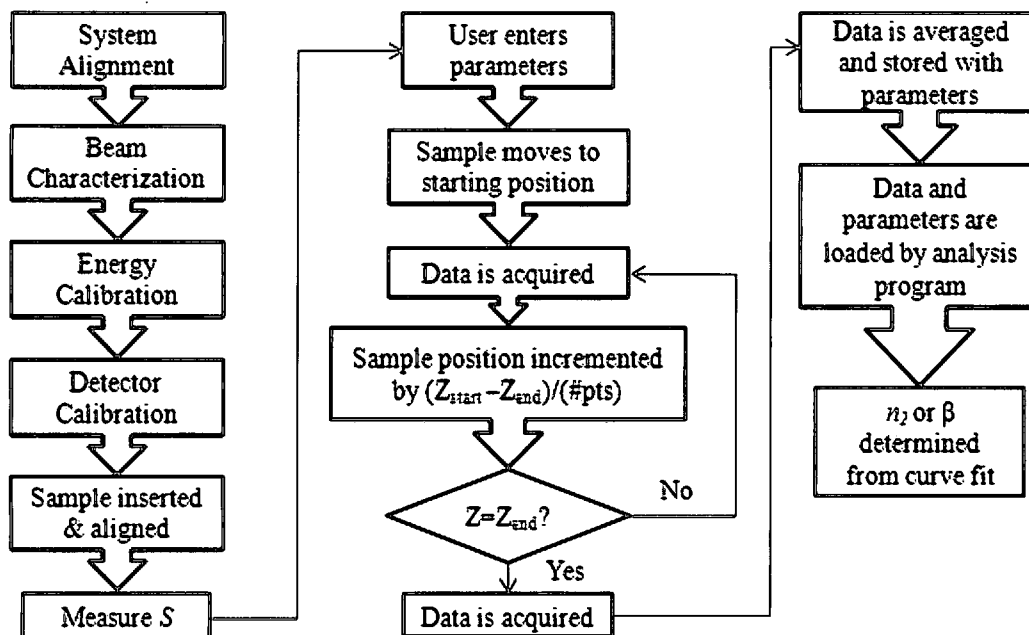 System
Alignment
Beam
Characterization
Energy
Calibration
Detector
Calibration
Sample inserted
& aligned
Measure S
User enters
parameters
Sample moves to
starting position
Data is acquired
Sample position incremented
by (Zstart–Zend)/(#pts)
Z=Zend?
No
Yes
Data is acquired
Data is averaged
and stored with
parameters
Data and
parameters are
loaded by analysis
program
n2 or β
determined
from curve fit